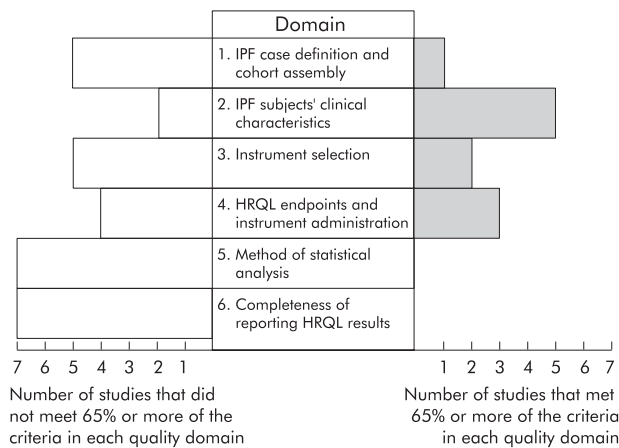 Domain
1. IPF case definition and
cohort assembly
2. IPF subjects' clinical
characteristics
3. Instrument selection
4. HRQL endpoints and
instrument administration
5. Method of statistical
analysis
6. Completeness of
reporting HRQL results
7 6 5 4 3 2 1
1 2 3 4 5 6 7
Number of studies that did
not meet 65% or more of the
criteria in each quality domain
Number of studies that met
65% or more of the criteria
in each quality domain